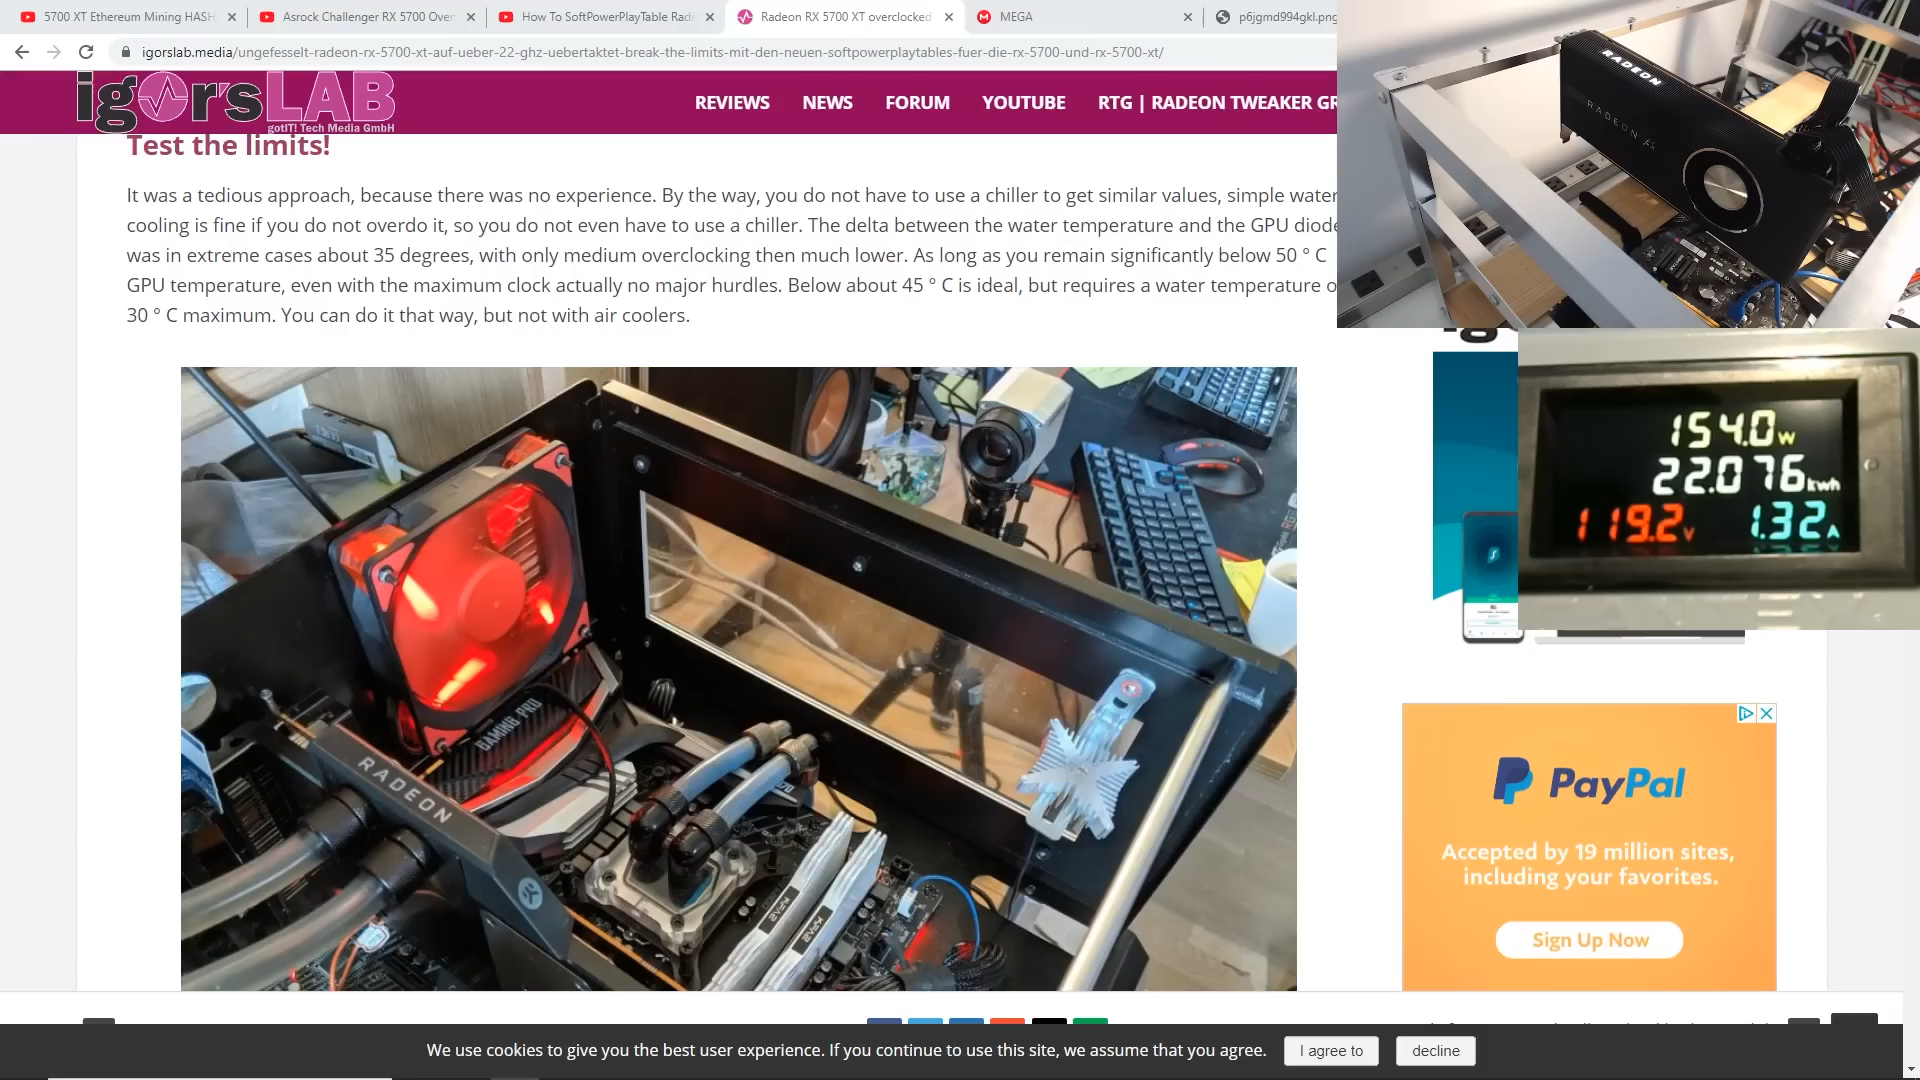 5700 XT Ethereum Mining HASH
Asrock Challenger RX 5700 Over
How To SoftPowerPlayTable Rade
Radeon RX 5700 XT overclocked
MEGA
p6jgmd994gkl.png
igorslab.media/ungefesselt-radeon-rx-5700-xt-auf-ueber-22-ghz-uebertaktet-break-the-limits-mit-den-neuen-softpowerplaytables-fuer-die-rx-5700-und-rx-5700-xt/
igor'sLAB
gotIT! Tech Media GmbH
REVIEWS NEWS FORUM YOUTUBE RTG | RADEON TWEAKER GR
RADEON
RADEON
Test the limits!
It was a tedious approach, because there was no experience. By the way, you do not have to use a chiller to get similar values, simple water
cooling is fine if you do not overdo it, so you do not even have to use a chiller. The delta between the water temperature and the GPU diode
was in extreme cases about 35 degrees, with only medium overclocking then much lower. As long as you remain significantly below 50 ° C
GPU temperature, even with the maximum clock actually no major hurdles. Below about 45 ° C is ideal, but requires a water temperature o
30 ° C maximum. You can do it that way, but not with air coolers.
154.0 W
22.076 kwh
119.2 V 1.32 A
GAMING PRO
RADEON
PayPal
Accepted by 19 million sites,
including your favorites.
Sign Up Now
We use cookies to give you the best user experience. If you continue to use this site, we assume that you agree.
I agree to
decline